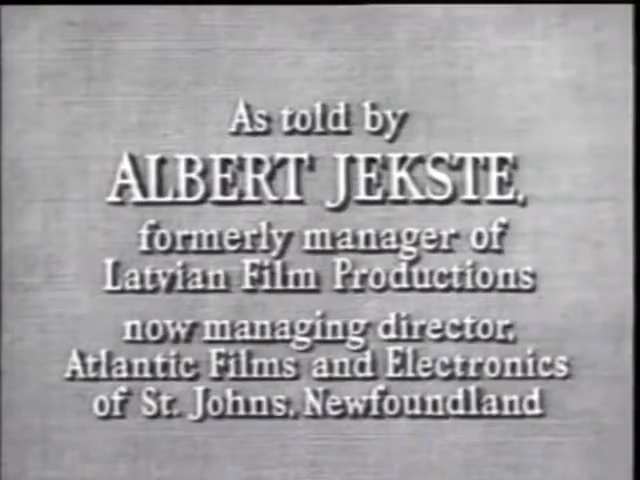 As told by
ALBERT JEKSTE,
formerly manager of
Latvian Film Productions
now managing director,
Atlantic Films and Electronics
of St. Johns, Newfoundland